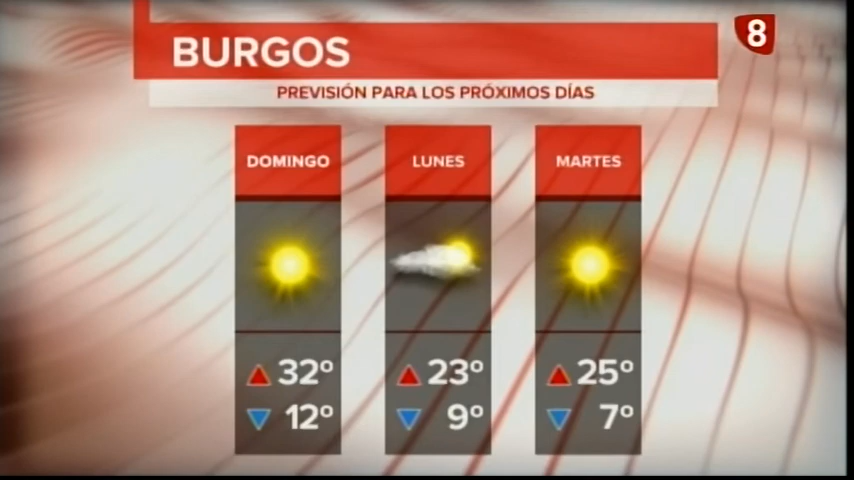 BURGOS
8
PREVISIÓN PARA LOS PRÓXIMOS DÍAS
DOMINGO LUNES MARTES
32º 23º 25º
12º 9º 7º